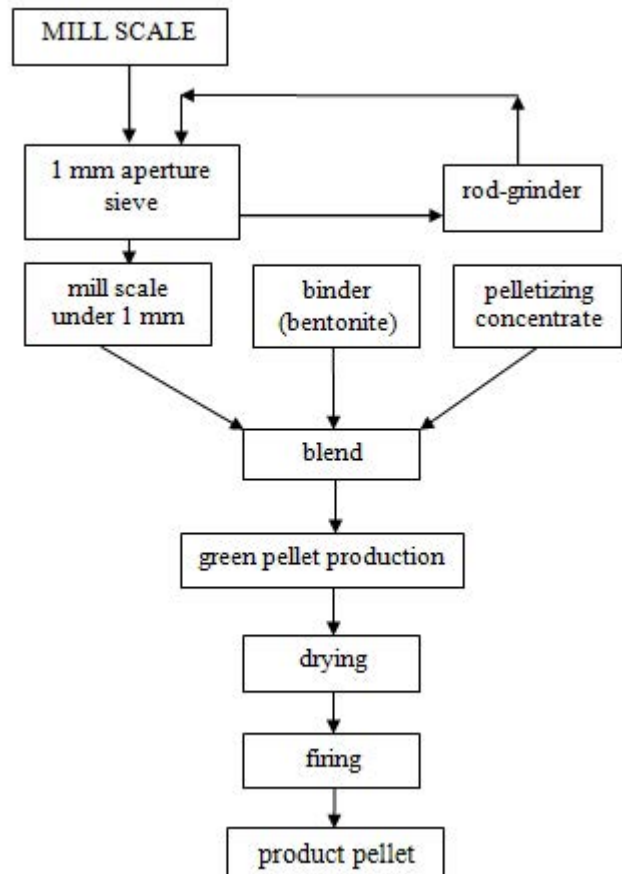 MILL SCALE
1 mm aperture
sieve
rod-grinder
mill scale
under 1 mm
binder
(bentonite)
pelletizing
concentrate
blend
green pellet production
drying
firing
product pellet